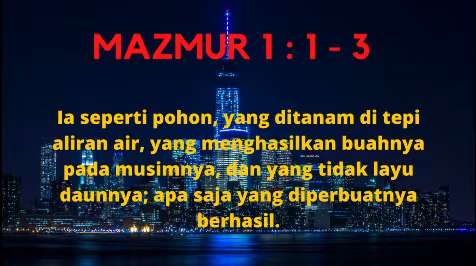 MAZMUR 1 : 1 - 3
Ia seperti pohon, yang ditanam di tepi
aliran air, yang menghasilkan buahnya
pada musimnya, dan yang tidak layu
daunnya; apa saja yang diperbuatnya
berhasil.